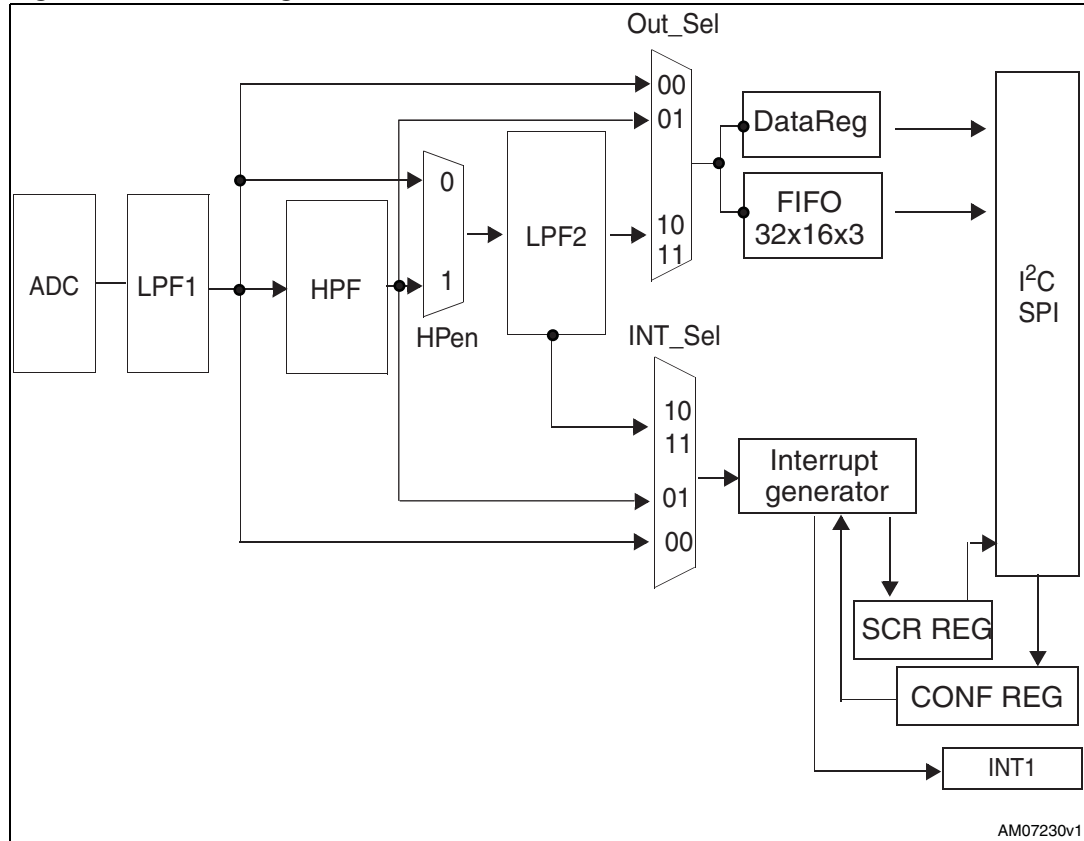 Out_Sel
00
01
DataReg
0
FIFO
32x16x3
10
11
LPF2
ADC
LPF1
HPF
1
I²C
SPI
HPen
INT_Sel
10
11
Interrupt
generator
01
00
SCR REG
CONF REG
INT1
AM07230v1